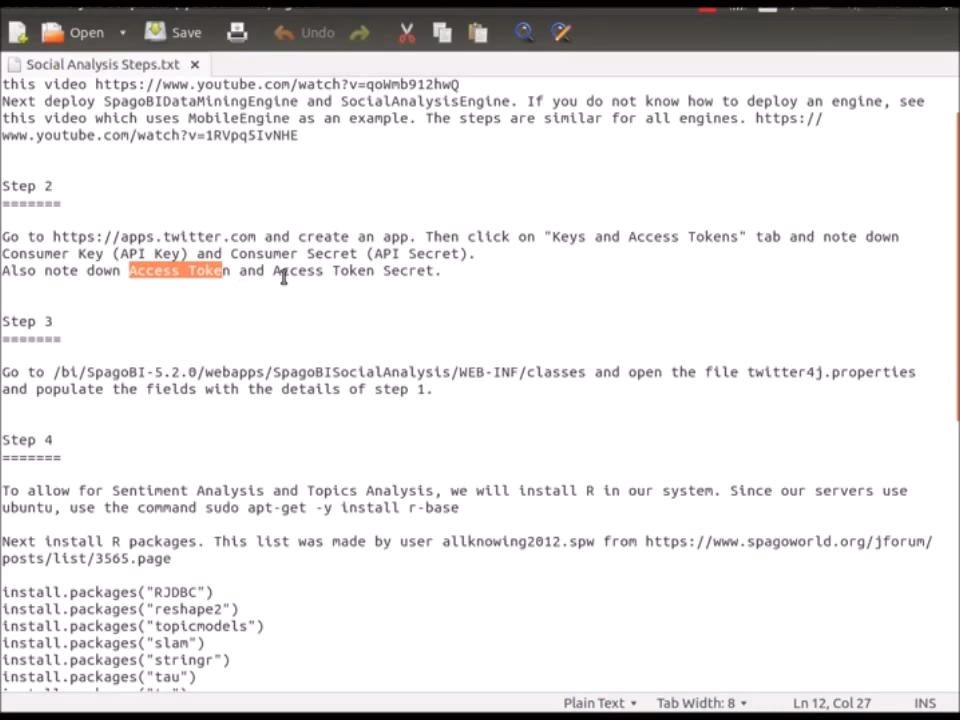 Open
Save
Undo
Social Analysis Steps.txt
this video https://www.youtube.com/watch?v=qoWmb912hwQ
Next deploy SpagoBIDataMiningEngine and SocialAnalysisEngine. If you do not know how to deploy an engine, see
this video which uses MobileEngine as an example. The steps are similar for all engines. https://
www.youtube.com/watch?v=1RVpq5IvNHE
Step 2
=======
Go to https://apps.twitter.com and create an app. Then click on "Keys and Access Tokens" tab and note down
Consumer Key (API Key) and Consumer Secret (API Secret).
Also note down Access Token and Access Token Secret.
Step 3
=======
Go to /bi/SpagoBI-5.2.0/webapps/SpagoBISocialAnalysis/WEB-INF/classes and open the file twitter4j.properties
and populate the fields with the details of step 1.
Step 4
=======
To allow for Sentiment Analysis and Topics Analysis, we will install R in our system. Since our servers use
ubuntu, use the command sudo apt-get -y install r-base
Next install R packages. This list was made by user allknowing2012.spw from https://www.spagoworld.org/jforum/
posts/list/3565.page
install.packages("RJDBC")
install.packages("reshape2")
install.packages("topicmodels")
install.packages("slam")
install.packages("stringr")
install.packages("tau")
Plain Text Tab Width: 8 Ln 12, Col 27 INS